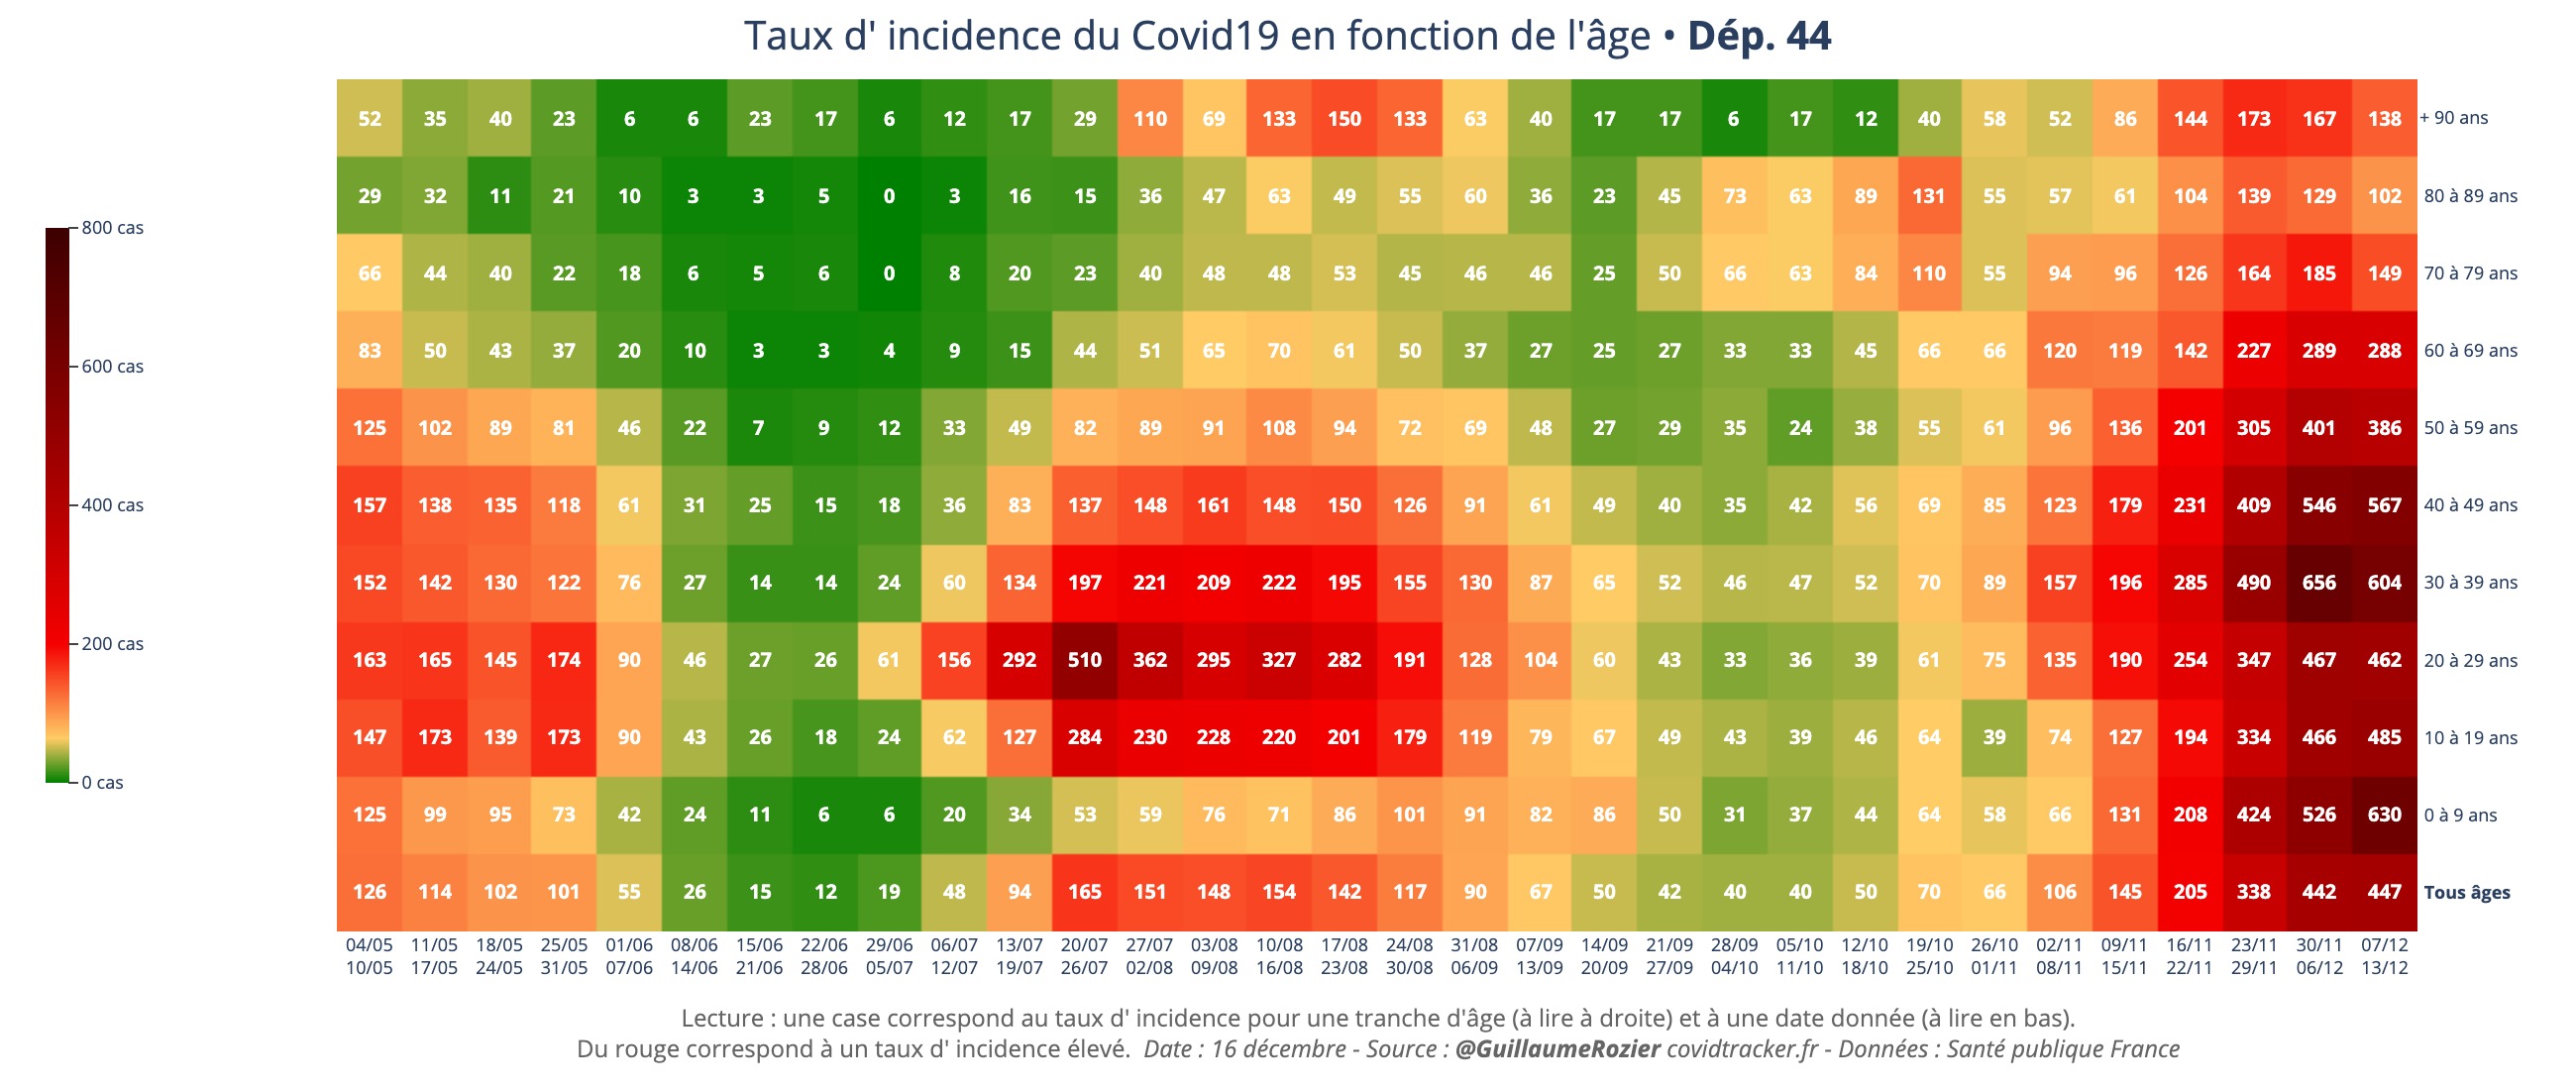 Taux d' incidence du Covid19 en fonction de l'âge • Dép. 44
52 35 40 23 6 6 23 17 6 12 17 29 110 69 133 150 133 63 40 17 17 6 17 12 40 58 52 86 144 173 167 138 + 90 ans
29 32 11 21 10 3 3 5 0 3 16 15 36 47 63 49 55 60 36 23 45 73 63 89 131 55 57 61 104 139 129 102 80 à 89 ans
800 cas
66 44 40 22 18 6 5 6 0 8 20 23 40 48 48 53 45 46 46 25 50 66 63 84 110 55 94 96 126 164 185 149 70 à 79 ans
83 50 43 37 20 10 3 3 4 9 15 44 51 65 70 61 50 37 27 25 27 33 33 45 66 66 120 119 142 227 289 288 60 à 69 ans
600 cas
125 102 89 81 46 22 7 9 12 33 49 82 89 91 108 94 72 69 48 27 29 35 24 38 55 61 96 136 201 305 401 386 50 à 59 ans
400 cas
157 138 135 118 61 31 25 15 18 36 83 137 148 161 148 150 126 91 61 49 40 35 42 56 69 85 123 179 231 409 546 567 40 à 49 ans
152 142 130 122 76 27 14 14 24 60 134 197 221 209 222 195 155 130 87 65 52 46 47 52 70 89 157 196 285 490 656 604 30 à 39 ans
200 cas
163 165 145 174 90 46 27 26 61 156 292 510 362 295 327 282 191 128 104 60 43 33 36 39 61 75 135 190 254 347 467 462 20 à 29 ans
147 173 139 173 90 43 26 18 24 62 127 284 230 228 220 201 179 119 79 67 49 43 39 46 64 39 74 127 194 334 466 485 10 à 19 ans
0 cas
125 99 95 73 42 24 11 6 6 20 34 53 59 76 71 86 101 91 82 86 50 31 37 44 64 58 66 131 208 424 526 630 0 à 9 ans
126 114 102 101 55 26 15 12 19 48 94 165 151 148 154 142 117 90 67 50 42 40 40 50 70 66 106 145 205 338 442 447 Tous âges
04/05 11/05 18/05 25/05 01/06 08/06 15/06 22/06 29/06 06/07 13/07 20/07 27/07 03/08 10/08 17/08 24/08 31/08 07/09 14/09 21/09 28/09 05/10 12/10 19/10 26/10 02/11 09/11 16/11 23/11 30/11 07/12
10/05 17/05 24/05 31/05 07/06 14/06 21/06 28/06 05/07 12/07 19/07 26/07 02/08 09/08 16/08 23/08 30/08 06/09 13/09 20/09 27/09 04/10 11/10 18/10 25/10 01/11 08/11 15/11 22/11 29/11 06/12 13/12
Lecture : une case correspond au taux d' incidence pour une tranche d'âge (à lire à droite) et à une date donnée (à lire en bas).
Du rouge correspond à un taux d' incidence élevé. Date : 16 décembre - Source : @GuillaumeRozier covidtracker.fr - Données : Santé publique France